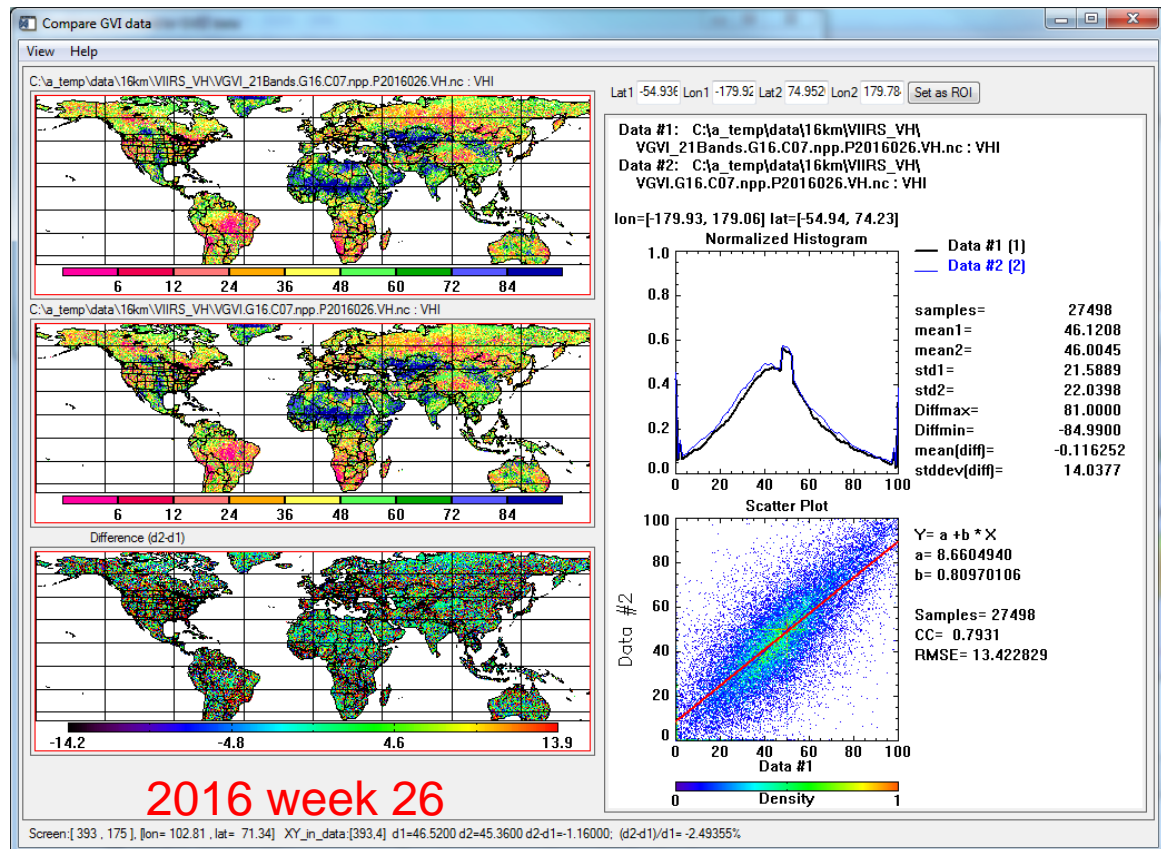 Compare GVI data
View Help
C:\a_temp\data\16km\VIIRS_VH\VGVI_21Bands.G16.C07.npp.P2016026.VH.nc : VHI
6 12 24 36 48 60 72 84
C:\a_temp\data\16km\VIIRS_VH\VGVI.G16.C07.npp.P2016026.VH.nc : VHI
6 12 24 36 48 60 72 84
Difference (d2-d1)
-14.2 -4.8 4.6 13.9
2016 week 26
Lat1 -54.936 Lon1 -179.92 Lat2 74.952 Lon2 179.784 Set as ROI
Data #1: C:\a_temp\data\16km\VIIRS_VH\
VGVI_21Bands.G16.C07.npp.P2016026.VH.nc : VHI
Data #2: C:\a_temp\data\16km\VIIRS_VH\
VGVI.G16.C07.npp.P2016026.VH.nc : VHI
lon=[-179.93, 179.06] lat=[-54.94, 74.23]
Normalized Histogram
1.0
0.8
0.6
0.4
0.2
0.0
0 20 40 60 80 100
Data #1 (1)
Data #2 (2)
samples= 27498
mean1= 46.1208
mean2= 46.0045
std1= 21.5889
std2= 22.0398
Diffmax= 81.0000
Diffmin= -84.9900
mean(diff)= -0.116252
stddev(diff)= 14.0377
Scatter Plot
100
80
60
40
20
0
Data #2
0 20 40 60 80 100
Data #1
0 Density 1
Y= a +b * X
a= 8.6604940
b= 0.80970106
Samples= 27498
CC= 0.7931
RMSE= 13.422829
Screen:[ 393 , 175 ], [lon= 102.81 , lat= 71.34] XY_in_data:[393,4] d1=46.5200 d2=45.3600 d2-d1=-1.16000; (d2-d1)/d1= -2.49355%